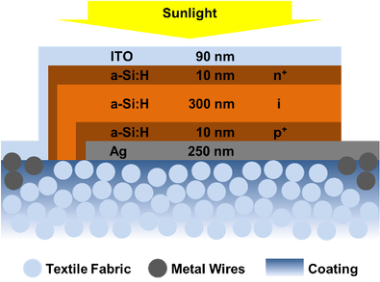 Sunlight
ITO 90 nm
a-Si:H 10 nm n⁺
a-Si:H 300 nm i
a-Si:H 10 nm p⁺
Ag 250 nm
Textile Fabric Metal Wires Coating